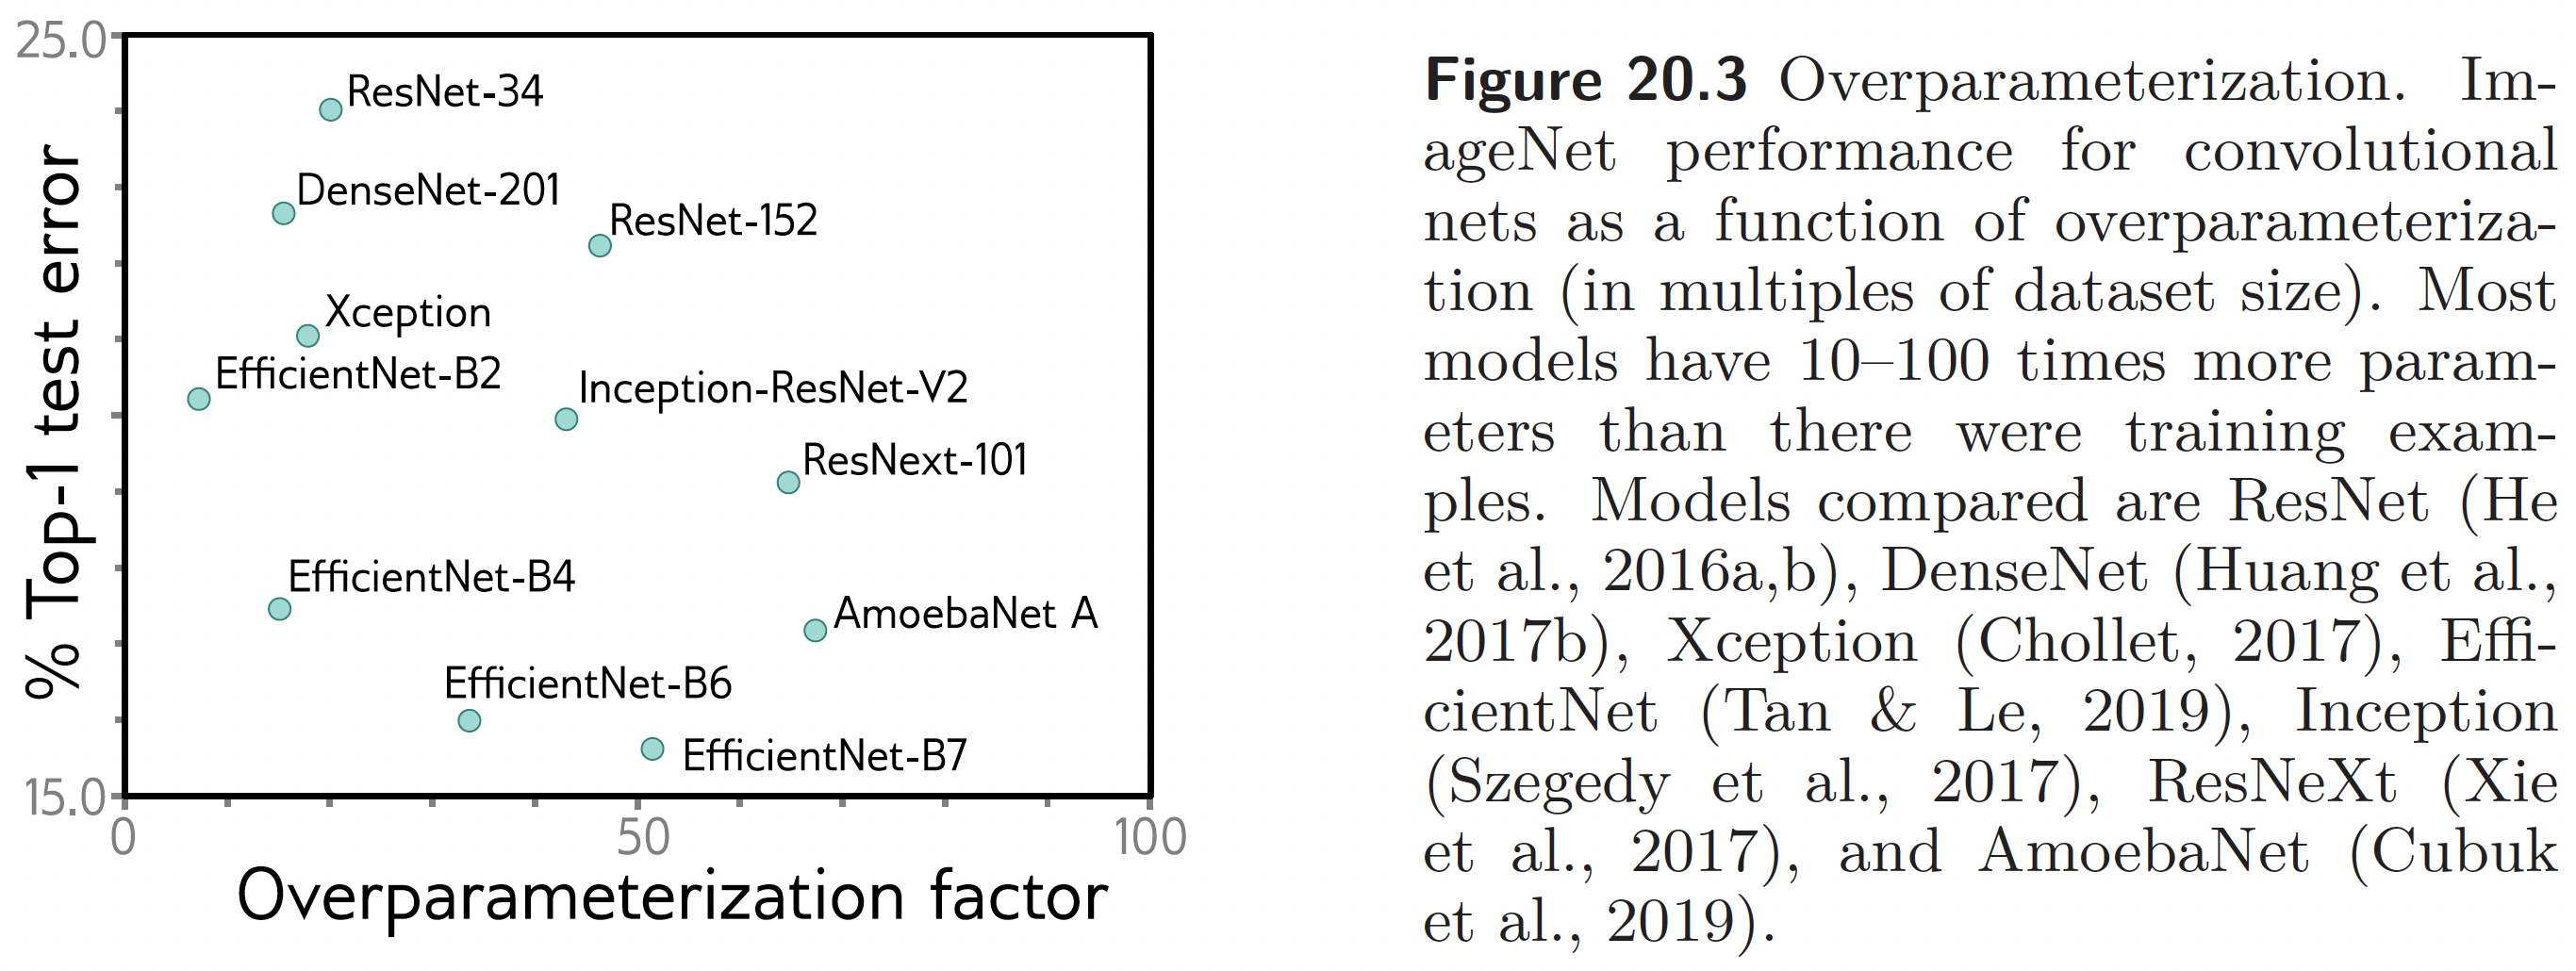 25.0
ResNet-34
DenseNet-201
ResNet-152
Xception
EfficientNet-B2
Inception-ResNet-V2
ResNext-101
EfficientNet-B4
AmoebaNet A
EfficientNet-B6
EfficientNet-B7
15.0
% Top-1 test error
0
50
100
Overparameterization factor
Figure 20.3 Overparameterization. Im-
ageNet performance for convolutional
nets as a function of overparameteriza-
tion (in multiples of dataset size). Most
models have 10–100 times more param-
eters than there were training exam-
ples. Models compared are ResNet (He
et al., 2016a,b), DenseNet (Huang et al.,
2017b), Xception (Chollet, 2017), Effi-
cientNet (Tan & Le, 2019), Inception
(Szegedy et al., 2017), ResNeXt (Xie
et al., 2017), and AmoebaNet (Cubuk
et al., 2019).